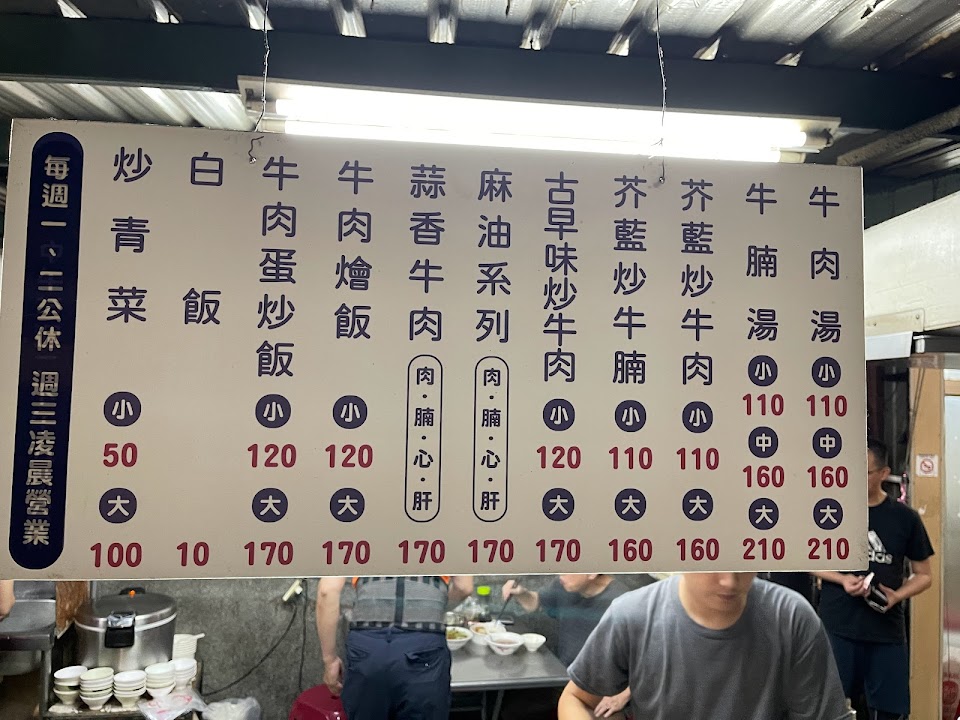 牛肉湯 小 110 中 160 大 210
牛腩湯 小 110 中 160 大 210
芥藍炒牛肉 小 110 大 160
芥藍炒牛腩 小 110 大 160
古早味炒牛肉 小 120 大 170
麻油系列 肉·腩·心·肝 170
蒜香牛肉 肉·腩·心·肝 170
牛肉燴飯 小 120 大 170
牛肉蛋炒飯 小 120 大 170
白飯 10
炒青菜 小 50 大 100
每週一、二公休 週三凌晨營業
adidas